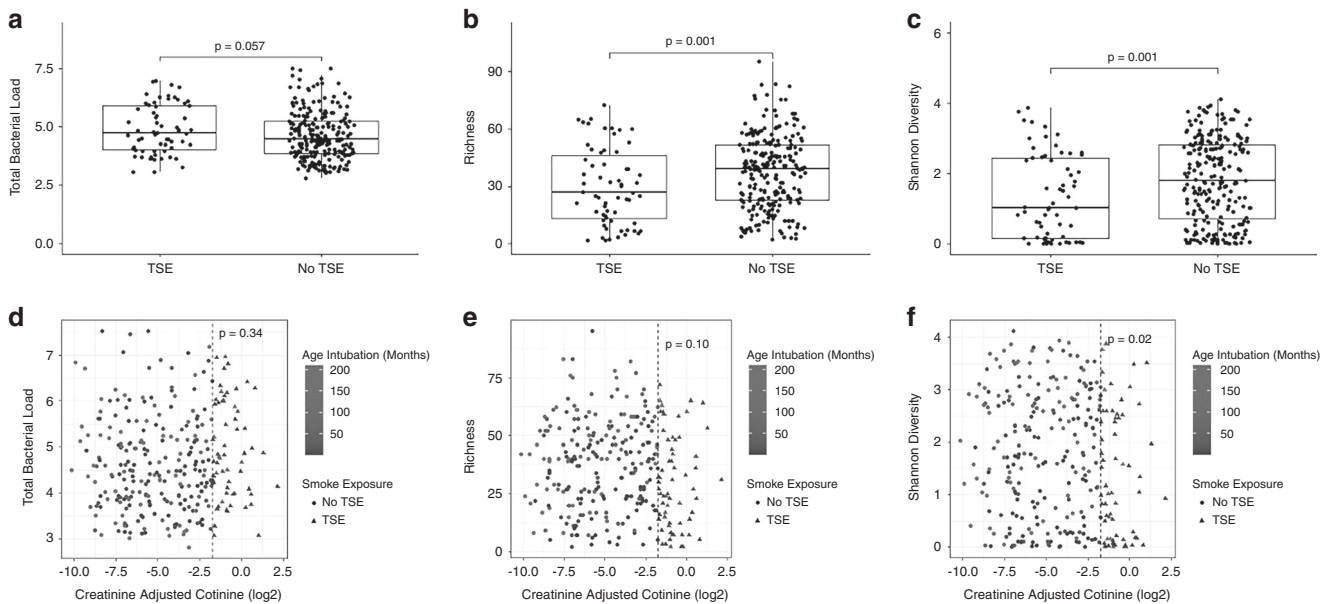 a
p = 0.057
7.5
5.0
2.5
0.0
Total Bacterial Load
TSE
No TSE
b
p = 0.001
90
60
30
0
Richness
TSE
No TSE
c
p = 0.001
6
4
2
0
Shannon Diversity
TSE
No TSE
d
p = 0.34
7
6
5
4
3
Total Bacterial Load
-10.0 -7.5 -5.0 -2.5 0.0 2.5
Creatinine Adjusted Cotinine (log2)
Age Intubation (Months)
200
150
100
50
Smoke Exposure
No TSE
TSE
e
p = 0.10
75
50
25
0
Richness
-10.0 -7.5 -5.0 -2.5 0.0 2.5
Creatinine Adjusted Cotinine (log2)
Age Intubation (Months)
200
150
100
50
Smoke Exposure
No TSE
TSE
f
p = 0.02
4
3
2
1
0
Shannon Diversity
-10.0 -7.5 -5.0 -2.5 0.0 2.5
Creatinine Adjusted Cotinine (log2)
Age Intubation (Months)
200
150
100
50
Smoke Exposure
No TSE
TSE